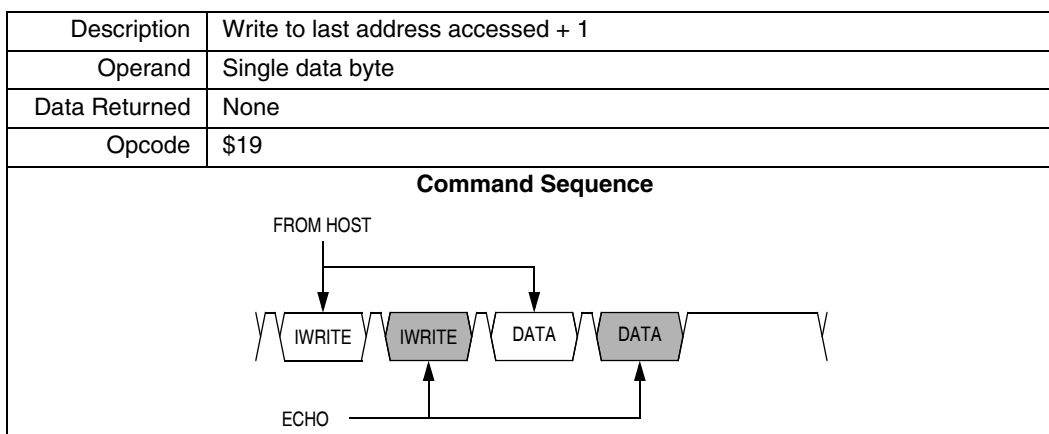 Description Write to last address accessed + 1
Operand Single data byte
Data Returned None
Opcode $19
Command Sequence
FROM HOST
IWRITE IWRITE DATA DATA
ECHO